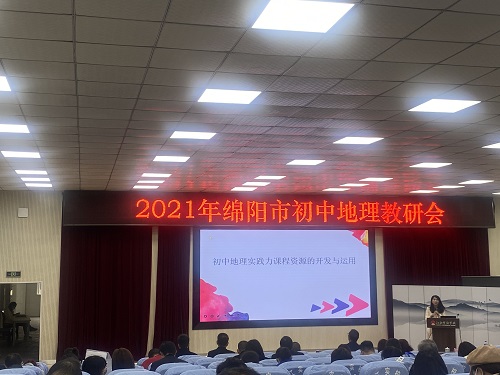 2021年绵阳市初中地理教研会
初中地理实践力课程资源的开发与运用